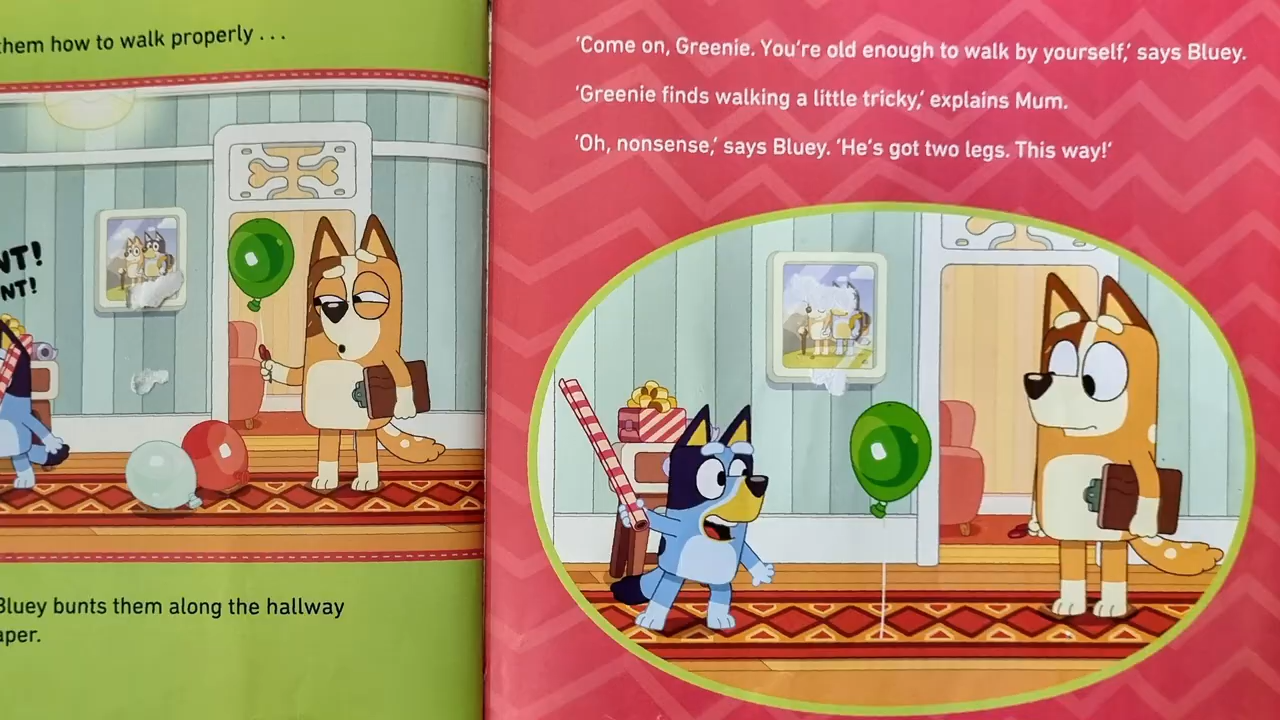 them how to walk properly . . .
NT!
NT!
Bluey bunts them along the hallway
aper.
'Come on, Greenie. You're old enough to walk by yourself,' says Bluey.
'Greenie finds walking a little tricky,' explains Mum.
'Oh, nonsense,' says Bluey. 'He's got two legs. This way!'